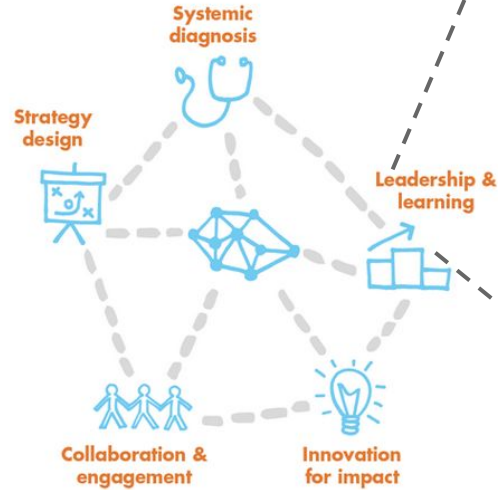 Systemic
diagnosis
Strategy
design
Leadership &
learning
Collaboration &
engagement
Innovation
for impact